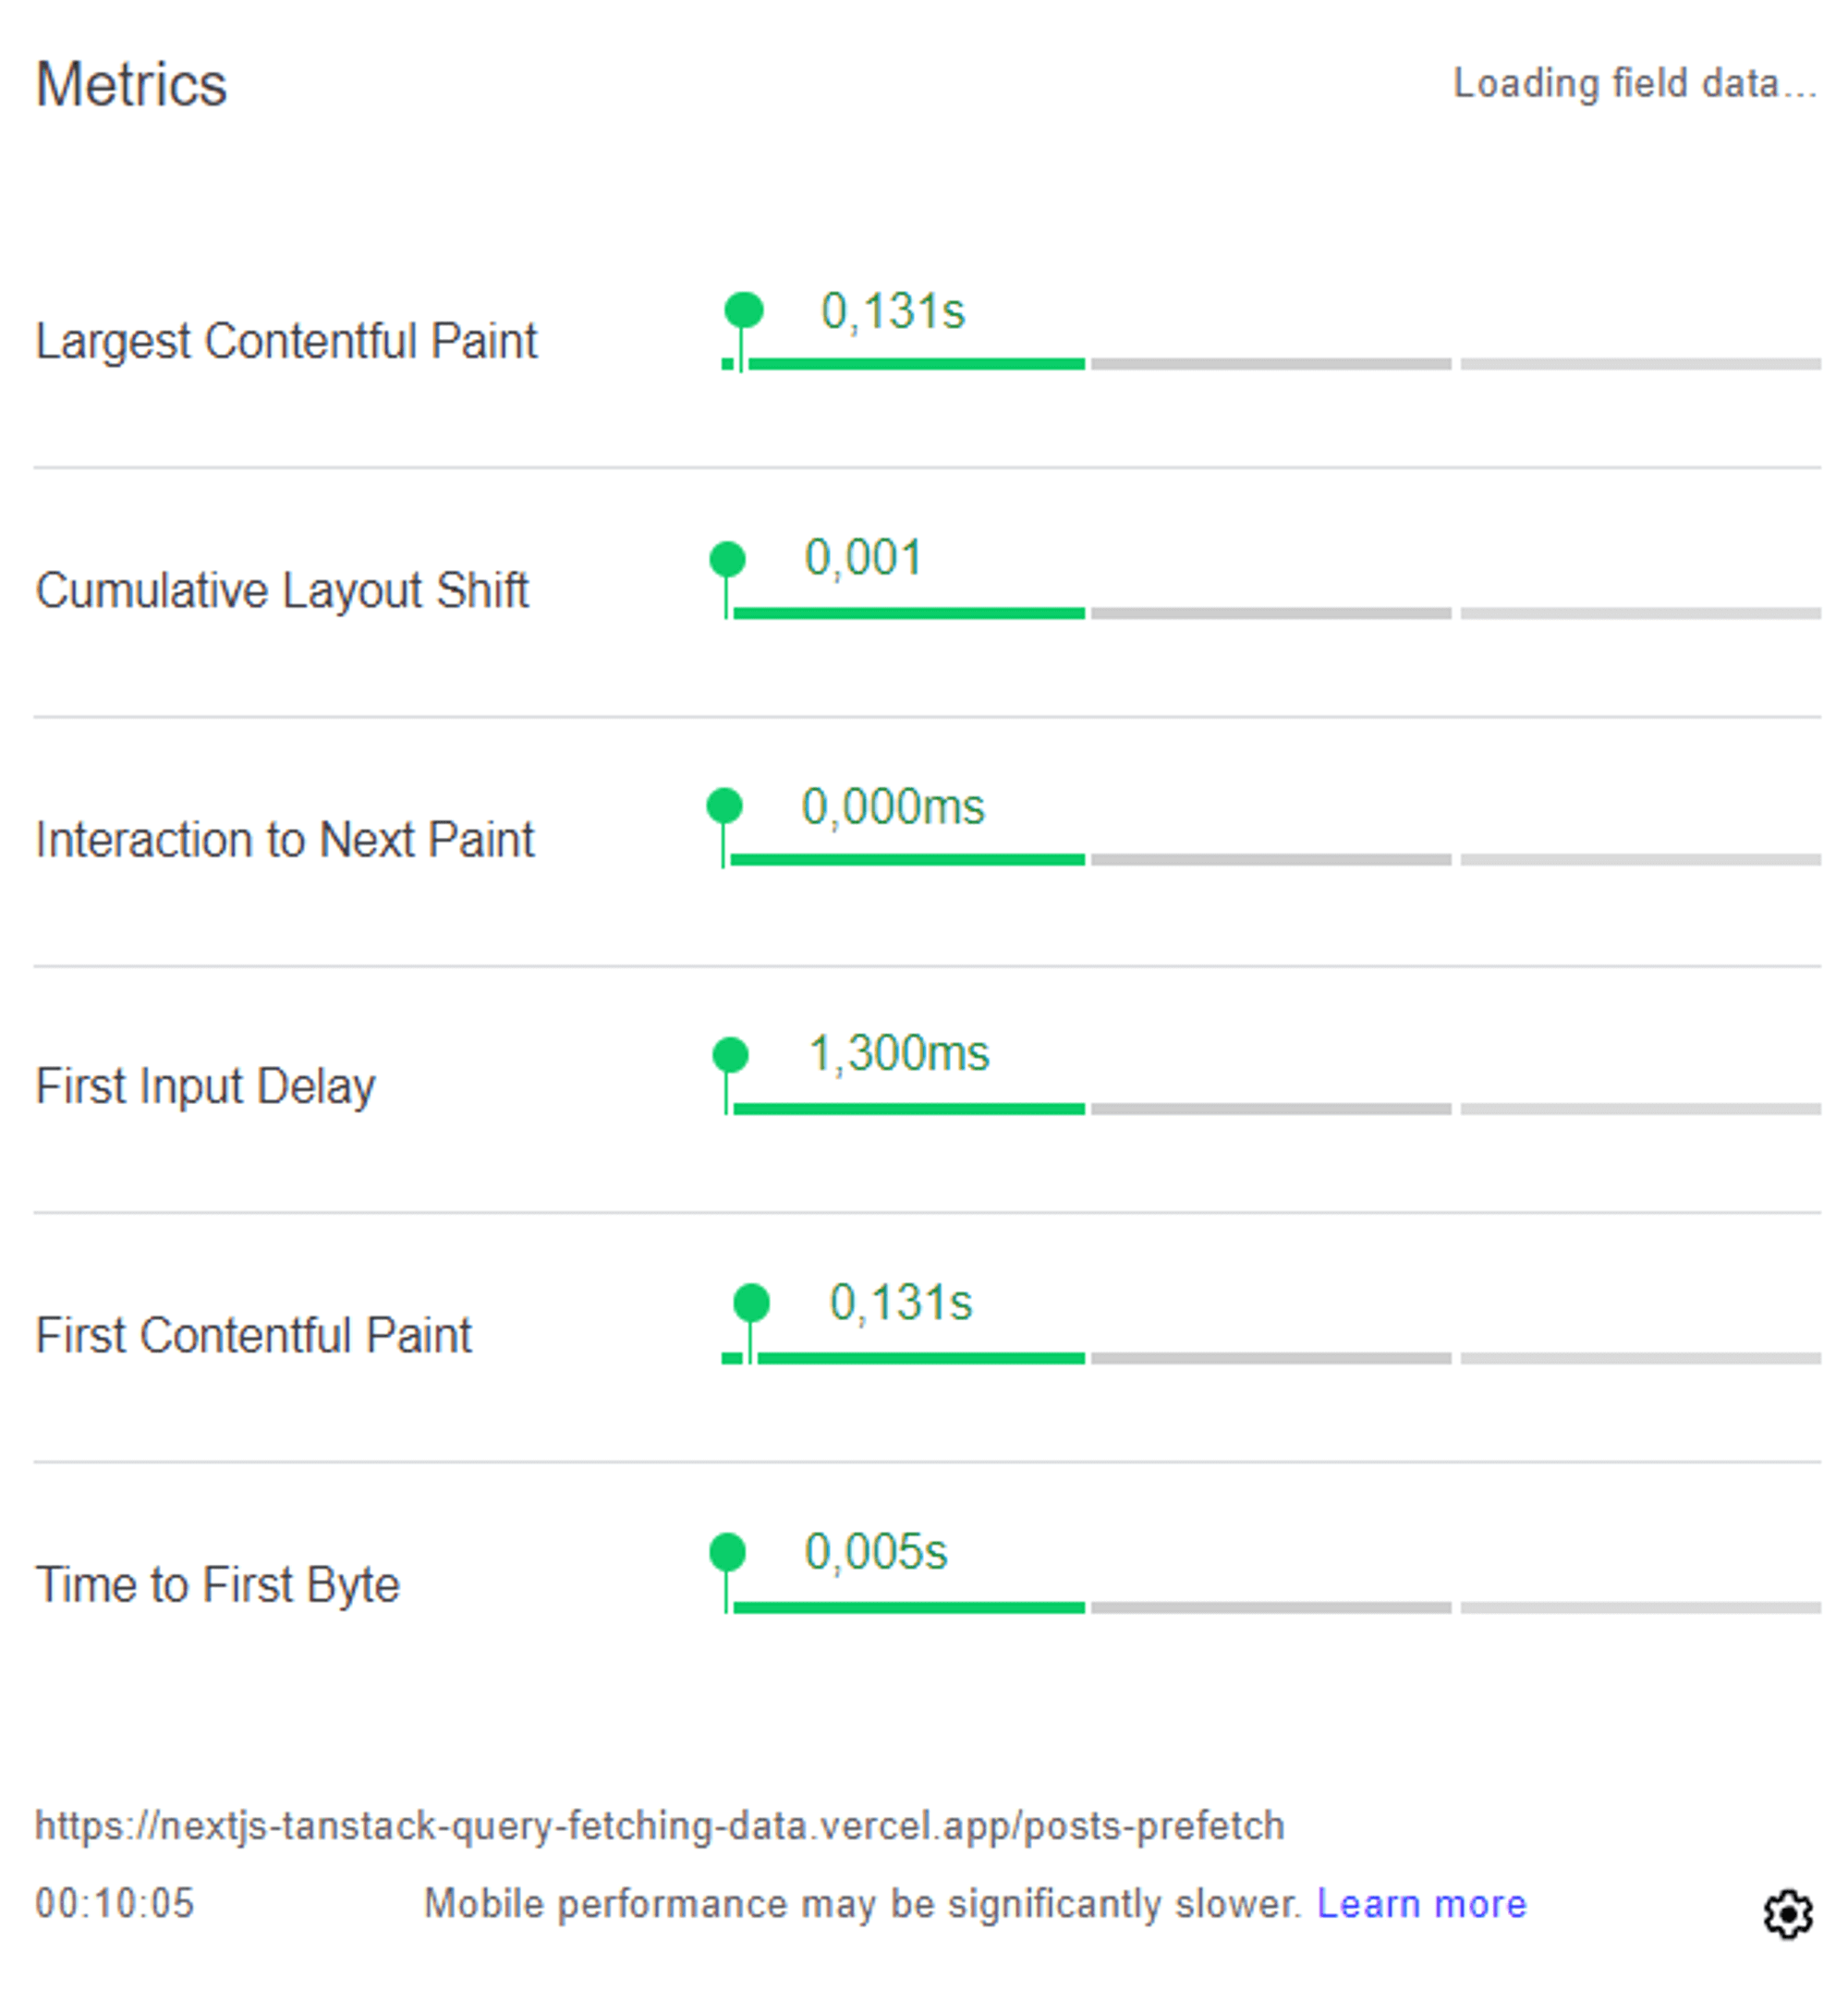 Metrics
Loading field data...
Largest Contentful Paint
0,131s
Cumulative Layout Shift
0,001
Interaction to Next Paint
0,000ms
First Input Delay
1,300ms
First Contentful Paint
0,131s
Time to First Byte
0,005s
https://nextjs-tanstack-query-fetching-data.vercel.app/posts-prefetch
00:10:05
Mobile performance may be significantly slower. Learn more